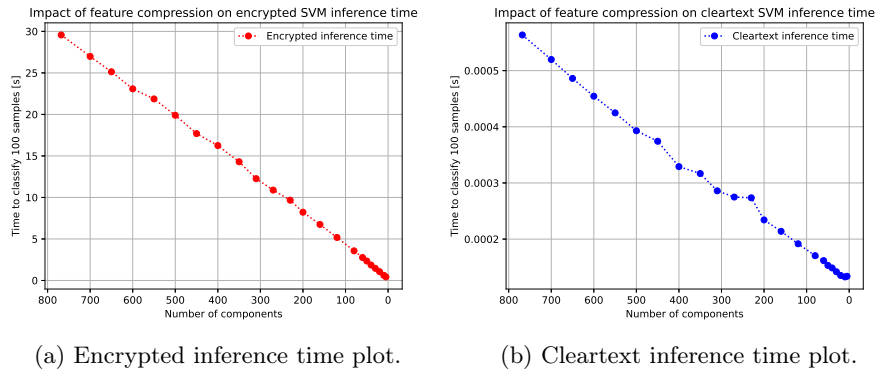 Impact of feature compression on encrypted SVM inference time
Encrypted inference time
Time to classify 100 samples [s]
30
25
20
15
10
5
0
800 700 600 500 400 300 200 100 0
Number of components
(a) Encrypted inference time plot.
Impact of feature compression on cleartext SVM inference time
Cleartext inference time
Time to classify 100 samples [s]
0.0005
0.0004
0.0003
0.0002
800 700 600 500 400 300 200 100 0
Number of components
(b) Cleartext inference time plot.